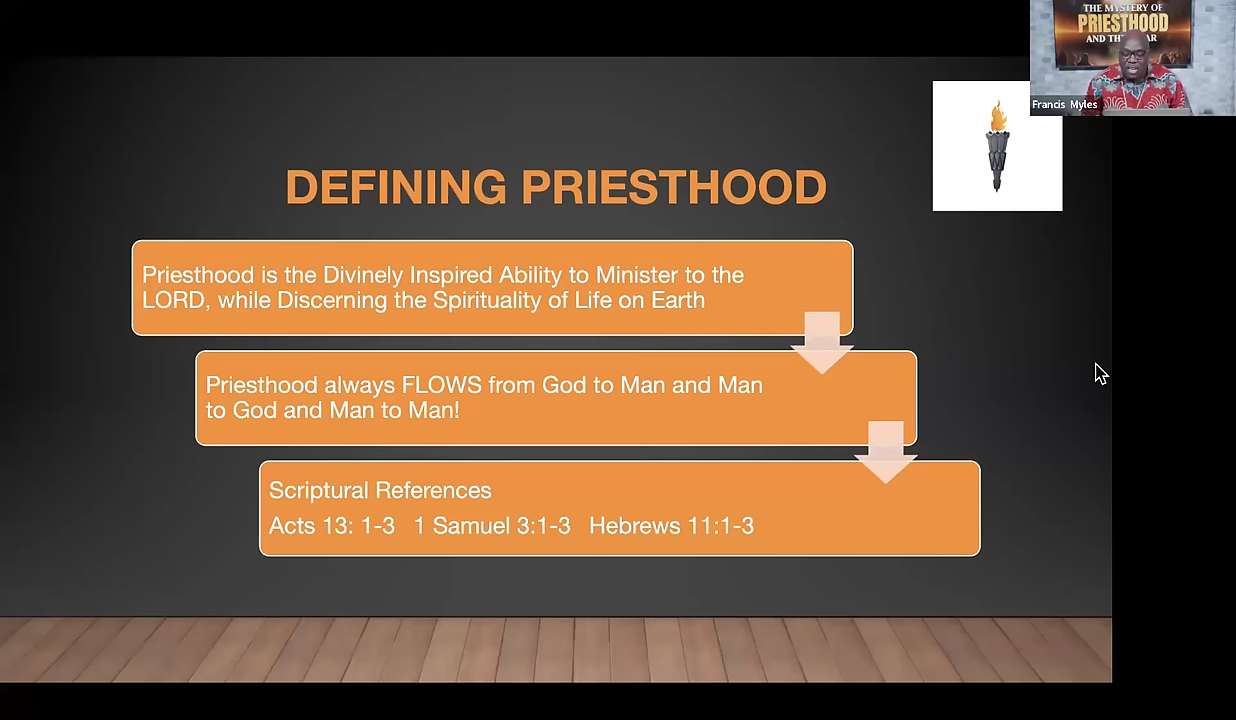 THE MYSTERY OF
PRIESTHOOD
AND THE AR
Francis Myles
DEFINING PRIESTHOOD
Priesthood is the Divinely Inspired Ability to Minister to the
LORD, while Discerning the Spirituality of Life on Earth
Priesthood always FLOWS from God to Man and Man
to God and Man to Man!
Scriptural References
Acts 13: 1-3 1 Samuel 3:1-3 Hebrews 11:1-3